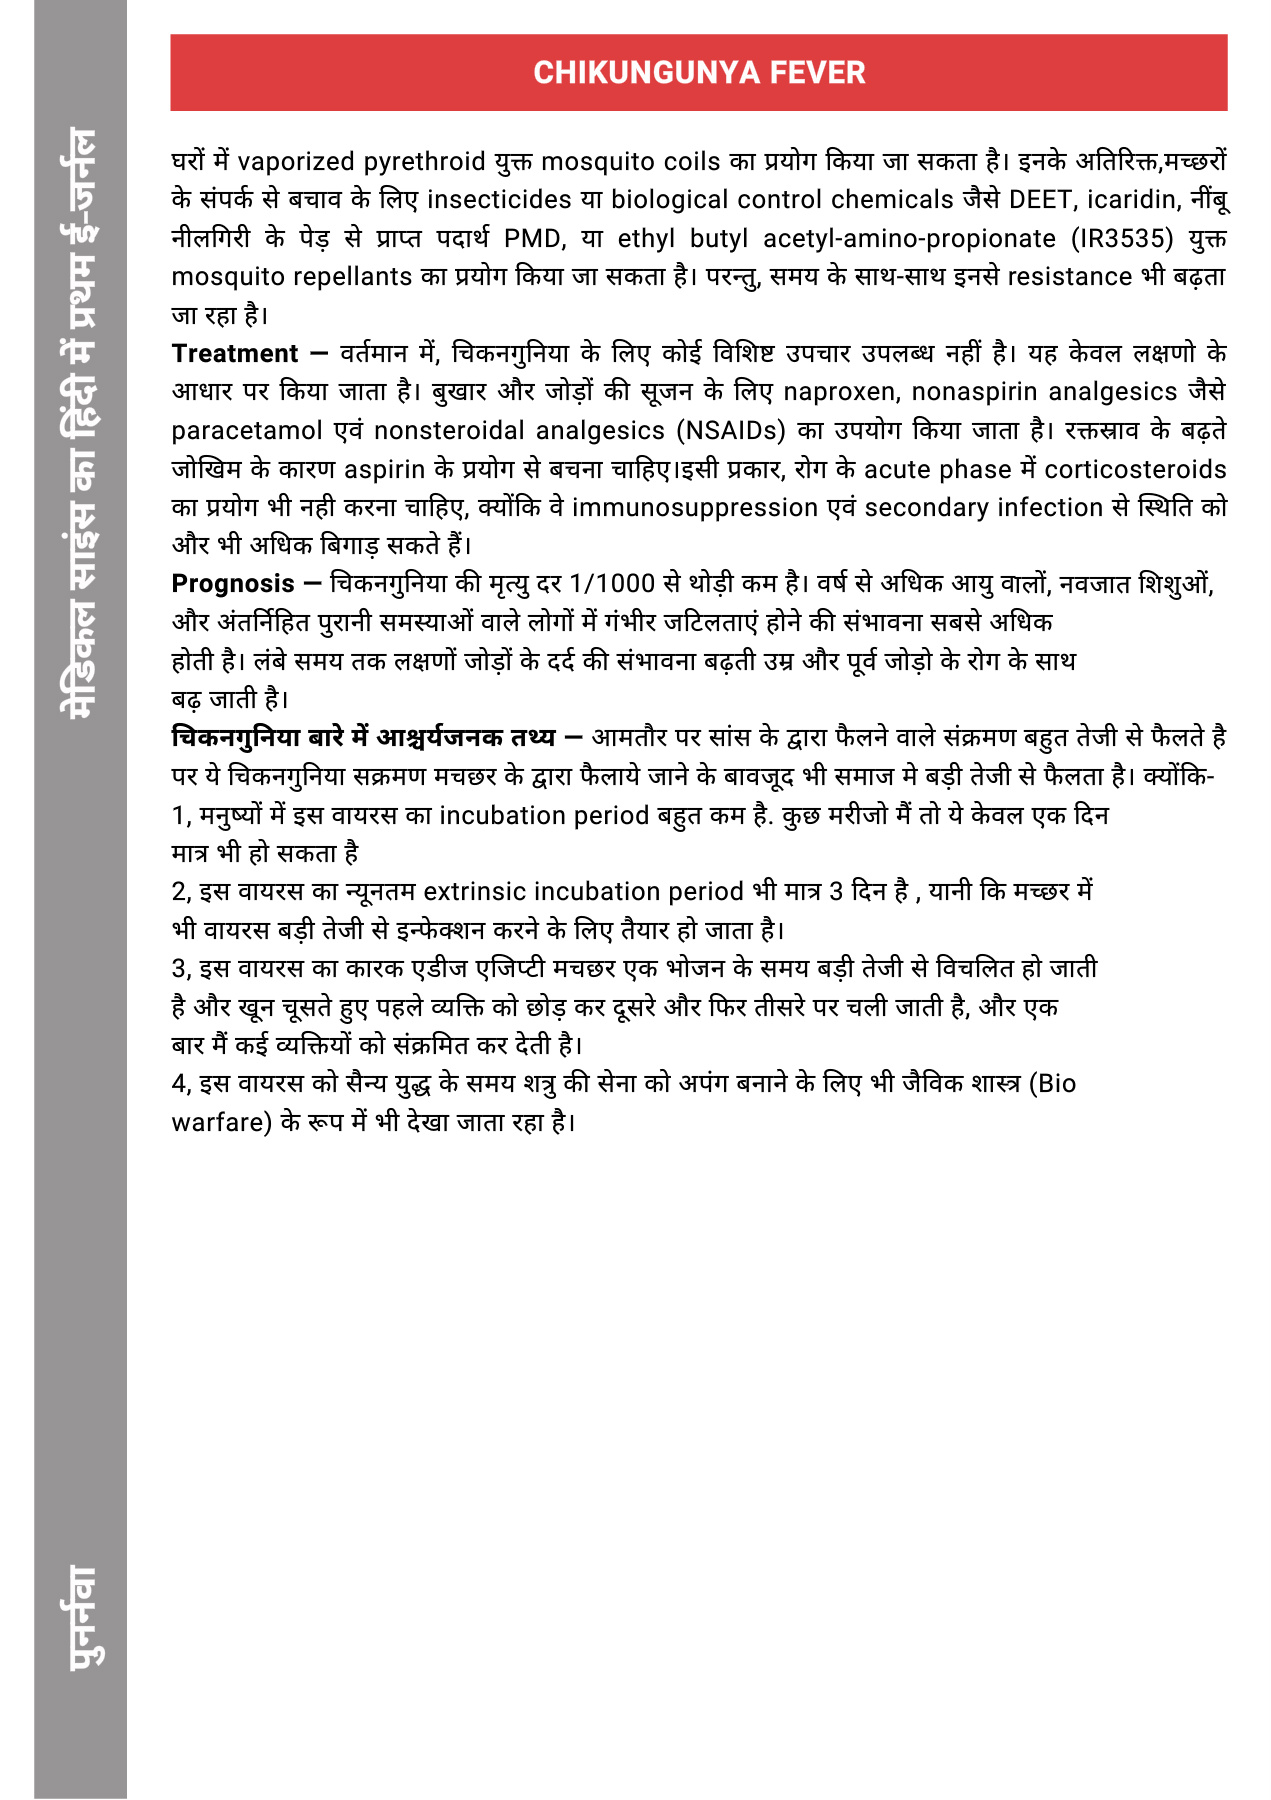 CHIKUNGUNYA FEVER
घरों में vaporized pyrethroid युक्त mosquito coils का प्रयोग किया जा सकता है। इनके अतिरिक्त,मच्छरों
के संपर्क से बचाव के लिए insecticides या biological control chemicals जैसे DEET, icaridin, नींबू
नीलगिरी के पेड़ से प्राप्त पदार्थ PMD, या ethyl butyl acetyl-amino-propionate (IR3535) युक्त
mosquito repellants का प्रयोग किया जा सकता है। परन्तु, समय के साथ-साथ इनसे resistance भी बढ़ता
जा रहा है।
Treatment – वर्तमान में, चिकनगुनिया के लिए कोई विशिष्ट उपचार उपलब्ध नहीं है। यह केवल लक्षणो के
आधार पर किया जाता है। बुखार और जोड़ों की सूजन के लिए naproxen, nonaspirin analgesics जैसे
paracetamol एवं nonsteroidal analgesics (NSAIDs) का उपयोग किया जाता है। रक्तस्राव के बढ़ते
जोखिम के कारण aspirin के प्रयोग से बचना चाहिए।इसी प्रकार, रोग के acute phase में corticosteroids
का प्रयोग भी नही करना चाहिए, क्योंकि वे immunosuppression एवं secondary infection से स्थिति को
और भी अधिक बिगाड़ सकते हैं।
Prognosis – चिकनगुनिया की मृत्यु दर 1/1000 से थोड़ी कम है। वर्ष से अधिक आयु वालों, नवजात शिशुओं,
और अंतर्निहित पुरानी समस्याओं वाले लोगों में गंभीर जटिलताएं होने की संभावना सबसे अधिक
होती है। लंबे समय तक लक्षणों जोड़ों के दर्द की संभावना बढ़ती उम्र और पूर्व जोड़ो के रोग के साथ
बढ़ जाती है।
चिकनगुनिया बारे में आश्चर्यजनक तथ्य – आमतौर पर सांस के द्वारा फैलने वाले संक्रमण बहुत तेजी से फैलते है
पर ये चिकनगुनिया सक्रमण मचछर के द्वारा फैलाये जाने के बावजूद भी समाज मे बड़ी तेजी से फैलता है। क्योंकि-
1, मनुष्यों में इस वायरस का incubation period बहुत कम है. कुछ मरीजो मैं तो ये केवल एक दिन
मात्र भी हो सकता है
2, इस वायरस का न्यूनतम extrinsic incubation period भी मात्र 3 दिन है , यानी कि मच्छर में
भी वायरस बड़ी तेजी से इन्फेक्शन करने के लिए तैयार हो जाता है।
3, इस वायरस का कारक एडीज एजिप्टी मचछर एक भोजन के समय बड़ी तेजी से विचलित हो जाती
है और खून चूसते हुए पहले व्यक्ति को छोड़ कर दूसरे और फिर तीसरे पर चली जाती है, और एक
बार मैं कई व्यक्तियों को संक्रमित कर देती है।
4, इस वायरस को सैन्य युद्ध के समय शत्रु की सेना को अपंग बनाने के लिए भी जैविक शास्त्र (Bio
warfare) के रूप में भी देखा जाता रहा है।
मेडिकल साइंस का हिंदी में प्रथम ई-जर्नल
पुनर्नवा